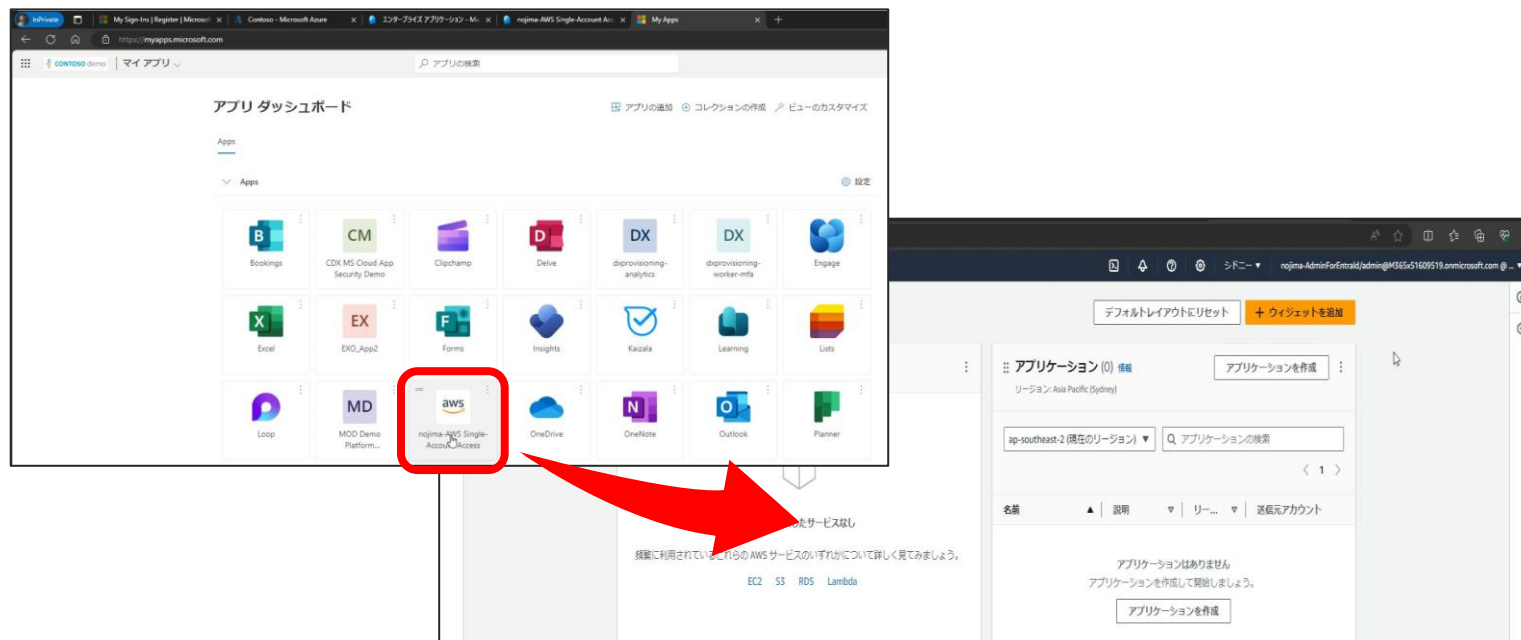 InPrivate
My Sign-Ins | Register | Microsoft
Contoso - Microsoft Azure
エンタープライズ アプリケーション - Mi
nojima-AWS Single-Account Acc
My Apps
https://myapps.microsoft.com
CONTOSO demo
マイ アプリ
アプリの検索
アプリ ダッシュボード
アプリの追加
コレクションの作成
ビューのカスタマイズ
Apps
Apps
設定
B
CM
D
DX
DX
Bookings
CDX MS Cloud App
Security Demo
Clipchamp
Delve
dxprovisioning-
analytics
dxprovisioning-
worker-mfa
Engage
X
EX
F
Excel
EXO_App2
Forms
Insights
Kaizala
Learning
Lists
MD
aws
N
Loop
MOD Demo
Platform...
nojima-AWS Single-
Account Access
OneDrive
OneNote
Outlook
Planner
シドニー
nojima-AdminForEntraId/admin@M365x51609519.onmicrosoft.com @ ...
デフォルトレイアウトにリセット
+ ウィジェットを追加
アプリケーション (0) 情報
アプリケーションを作成
リージョン: Asia Pacific (Sydney)
ap-southeast-2 (現在のリージョン)
アプリケーションの検索
1
名前
説明
リー...
送信元アカウント
したサービスなし
頻繁に利用されているこれらの AWS サービスのいずれかについて詳しく見てみましょう。
EC2 S3 RDS Lambda
アプリケーションはありません
アプリケーションを作成して開始しましょう。
アプリケーションを作成